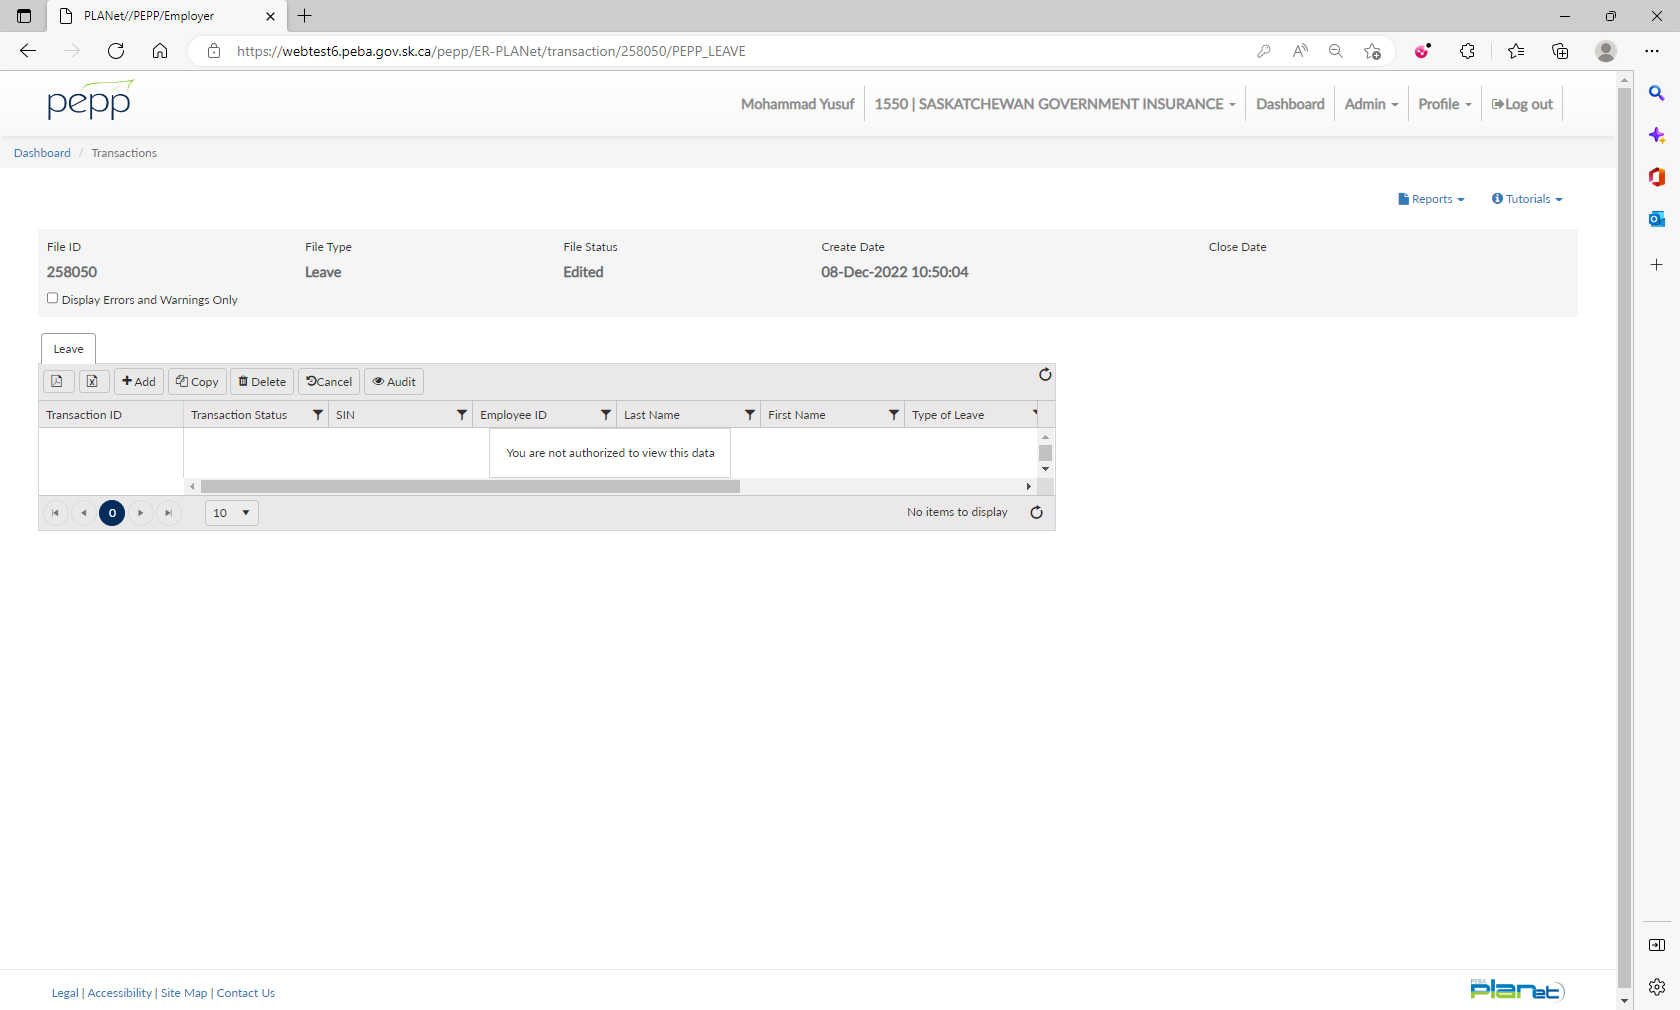 PLANet//PEPP/Employer
https://webtest6.peba.gov.sk.ca/pepp/ER-PLANet/transaction/258050/PEPP_LEAVE
pepp
Mohammad Yusuf
1550 | SASKATCHEWAN GOVERNMENT INSURANCE
Dashboard
Admin
Profile
Log out
Dashboard / Transactions
Reports
Tutorials
File ID
File Type
File Status
Create Date
Close Date
258050
Leave
Edited
08-Dec-2022 10:50:04
Display Errors and Warnings Only
Leave
Add
Copy
Delete
Cancel
Audit
Transaction ID
Transaction Status
SIN
Employee ID
Last Name
First Name
Type of Leave
You are not authorized to view this data
0
10
No items to display
Legal | Accessibility | Site Map | Contact Us
PEBA
planet